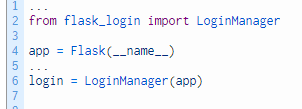 1 ...
2 from flask_login import LoginManager
3
4 app = Flask(__name__)
5 ...
6 login = LoginManager(app)
7